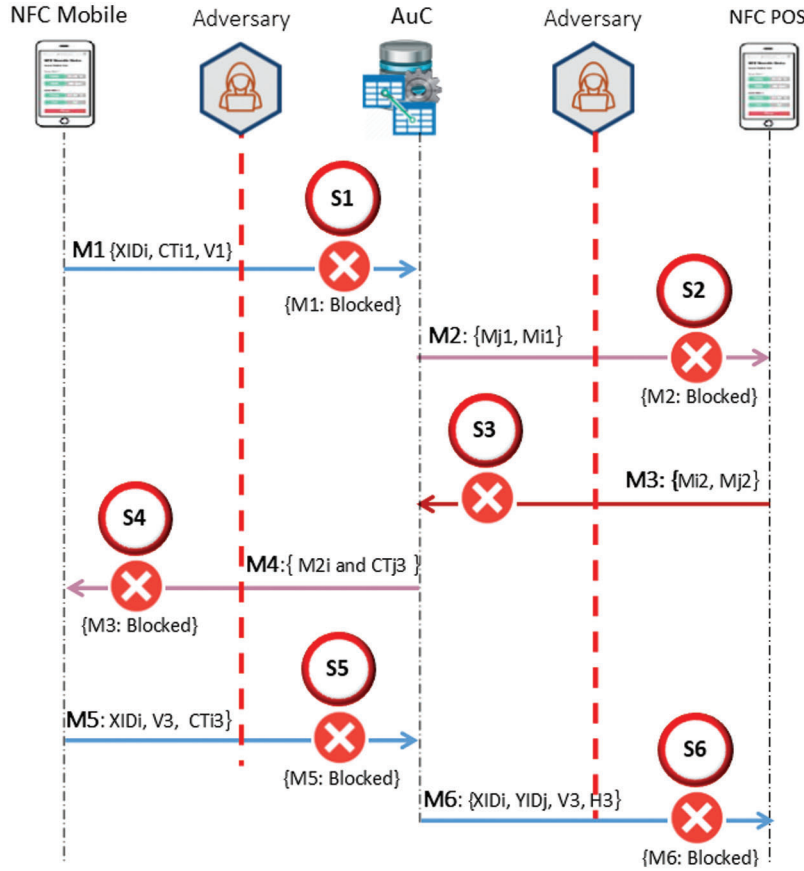 NFC Mobile
Adversary
AuC
Adversary
NFC POS
S1
M1 {XIDi, CTi1, V1}
{M1: Blocked}
S2
M2: {Mj1, Mi1}
{M2: Blocked}
S3
M3: {Mi2, Mj2}
S4
M4:{ M2i and CTj3 }
{M3: Blocked}
S5
M5: XIDi, V3, CTi3}
{M5: Blocked}
S6
M6: {XIDi, YIDj, V3, H3}
{M6: Blocked}